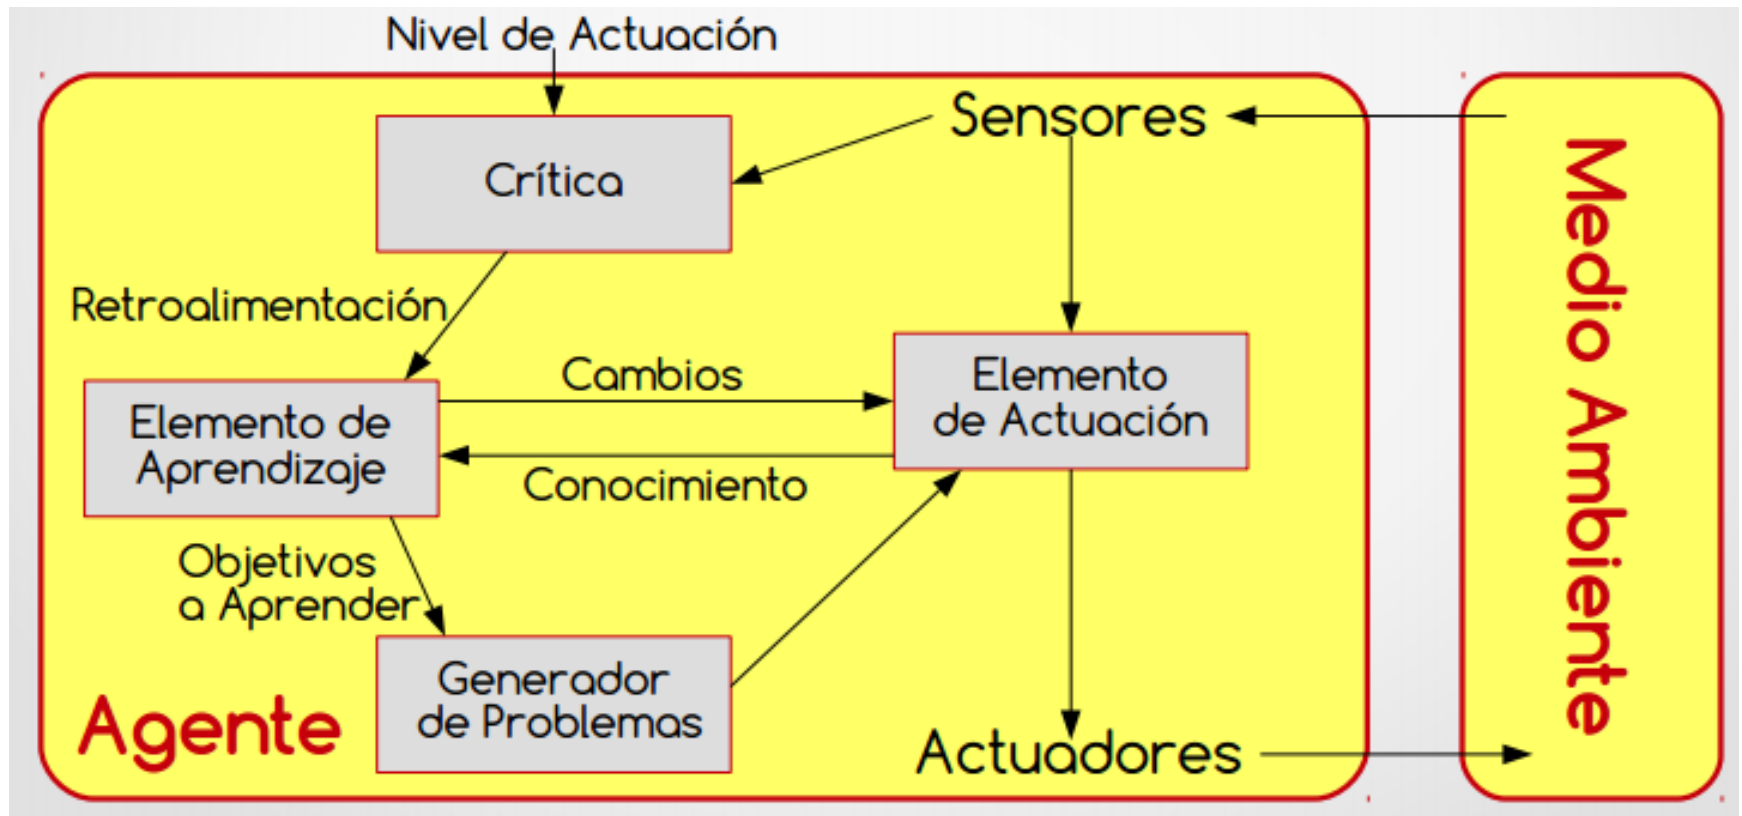 Nivel de Actuación
Sensores
Crítica
Retroalimentación
Cambios
Elemento
de Actuación
Elemento de
Aprendizaje
Conocimiento
Objetivos
a Aprender
Generador
de Problemas
Agente
Actuadores
Medio Ambiente